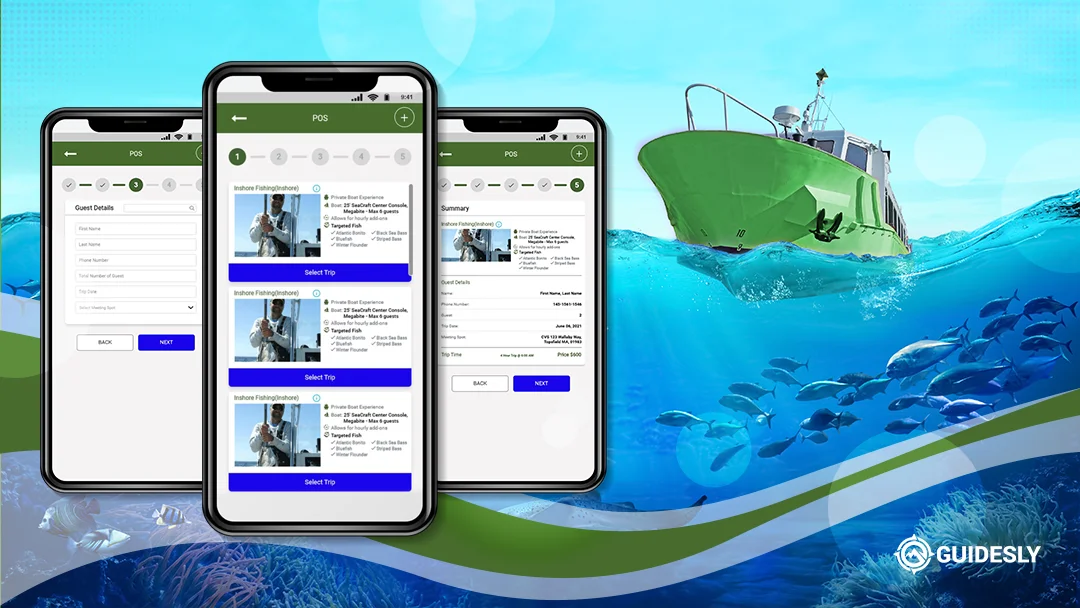 POS
3
4
Guest Details
First Name
Last Name
Phone Number
Total Number of Guest
Trip Date
Select Meeting Spot
BACK
NEXT
9:41
POS
1
2
3
4
5
Inshore Fishing(Inshore)
Private Boat Experience
Boat: 25' SeaCraft Center Console,
Megabite - Max 6 guests
Allows for hourly add-ons
Targeted Fish
Atlantic Bonito
Black Sea Bass
Bluefish
Striped Bass
Winter Flounder
Select Trip
Inshore Fishing(Inshore)
Private Boat Experience
Boat: 25' SeaCraft Center Console,
Megabite - Max 6 guests
Allows for hourly add-ons
Targeted Fish
Atlantic Bonito
Black Sea Bass
Bluefish
Striped Bass
Winter Flounder
Select Trip
Inshore Fishing(Inshore)
Private Boat Experience
Boat: 25' SeaCraft Center Console,
Megabite - Max 6 guests
Allows for hourly add-ons
Targeted Fish
Atlantic Bonito
Black Sea Bass
Bluefish
Striped Bass
Winter Flounder
Select Trip
9:41
POS
5
Summary
Inshore Fishing(Inshore)
Private Boat Experience
Boat: 25' SeaCraft Center Console,
Megabite - Max 6 guests
Allows for hourly add-ons
Targeted Fish
Atlantic Bonito
Black Sea Bass
Bluefish
Striped Bass
Winter Flounder
Guest Details
Name
First Name, Last Name
Phone Number
Guest
2
Trip Date
June 06, 2021
Meeting Spot
CVS 123 Wallaby Way,
Topsfield MA, 01983
Trip Time
4 Hour Trip @ 8:00 AM
Price $600
BACK
NEXT
10
GUIDESLY